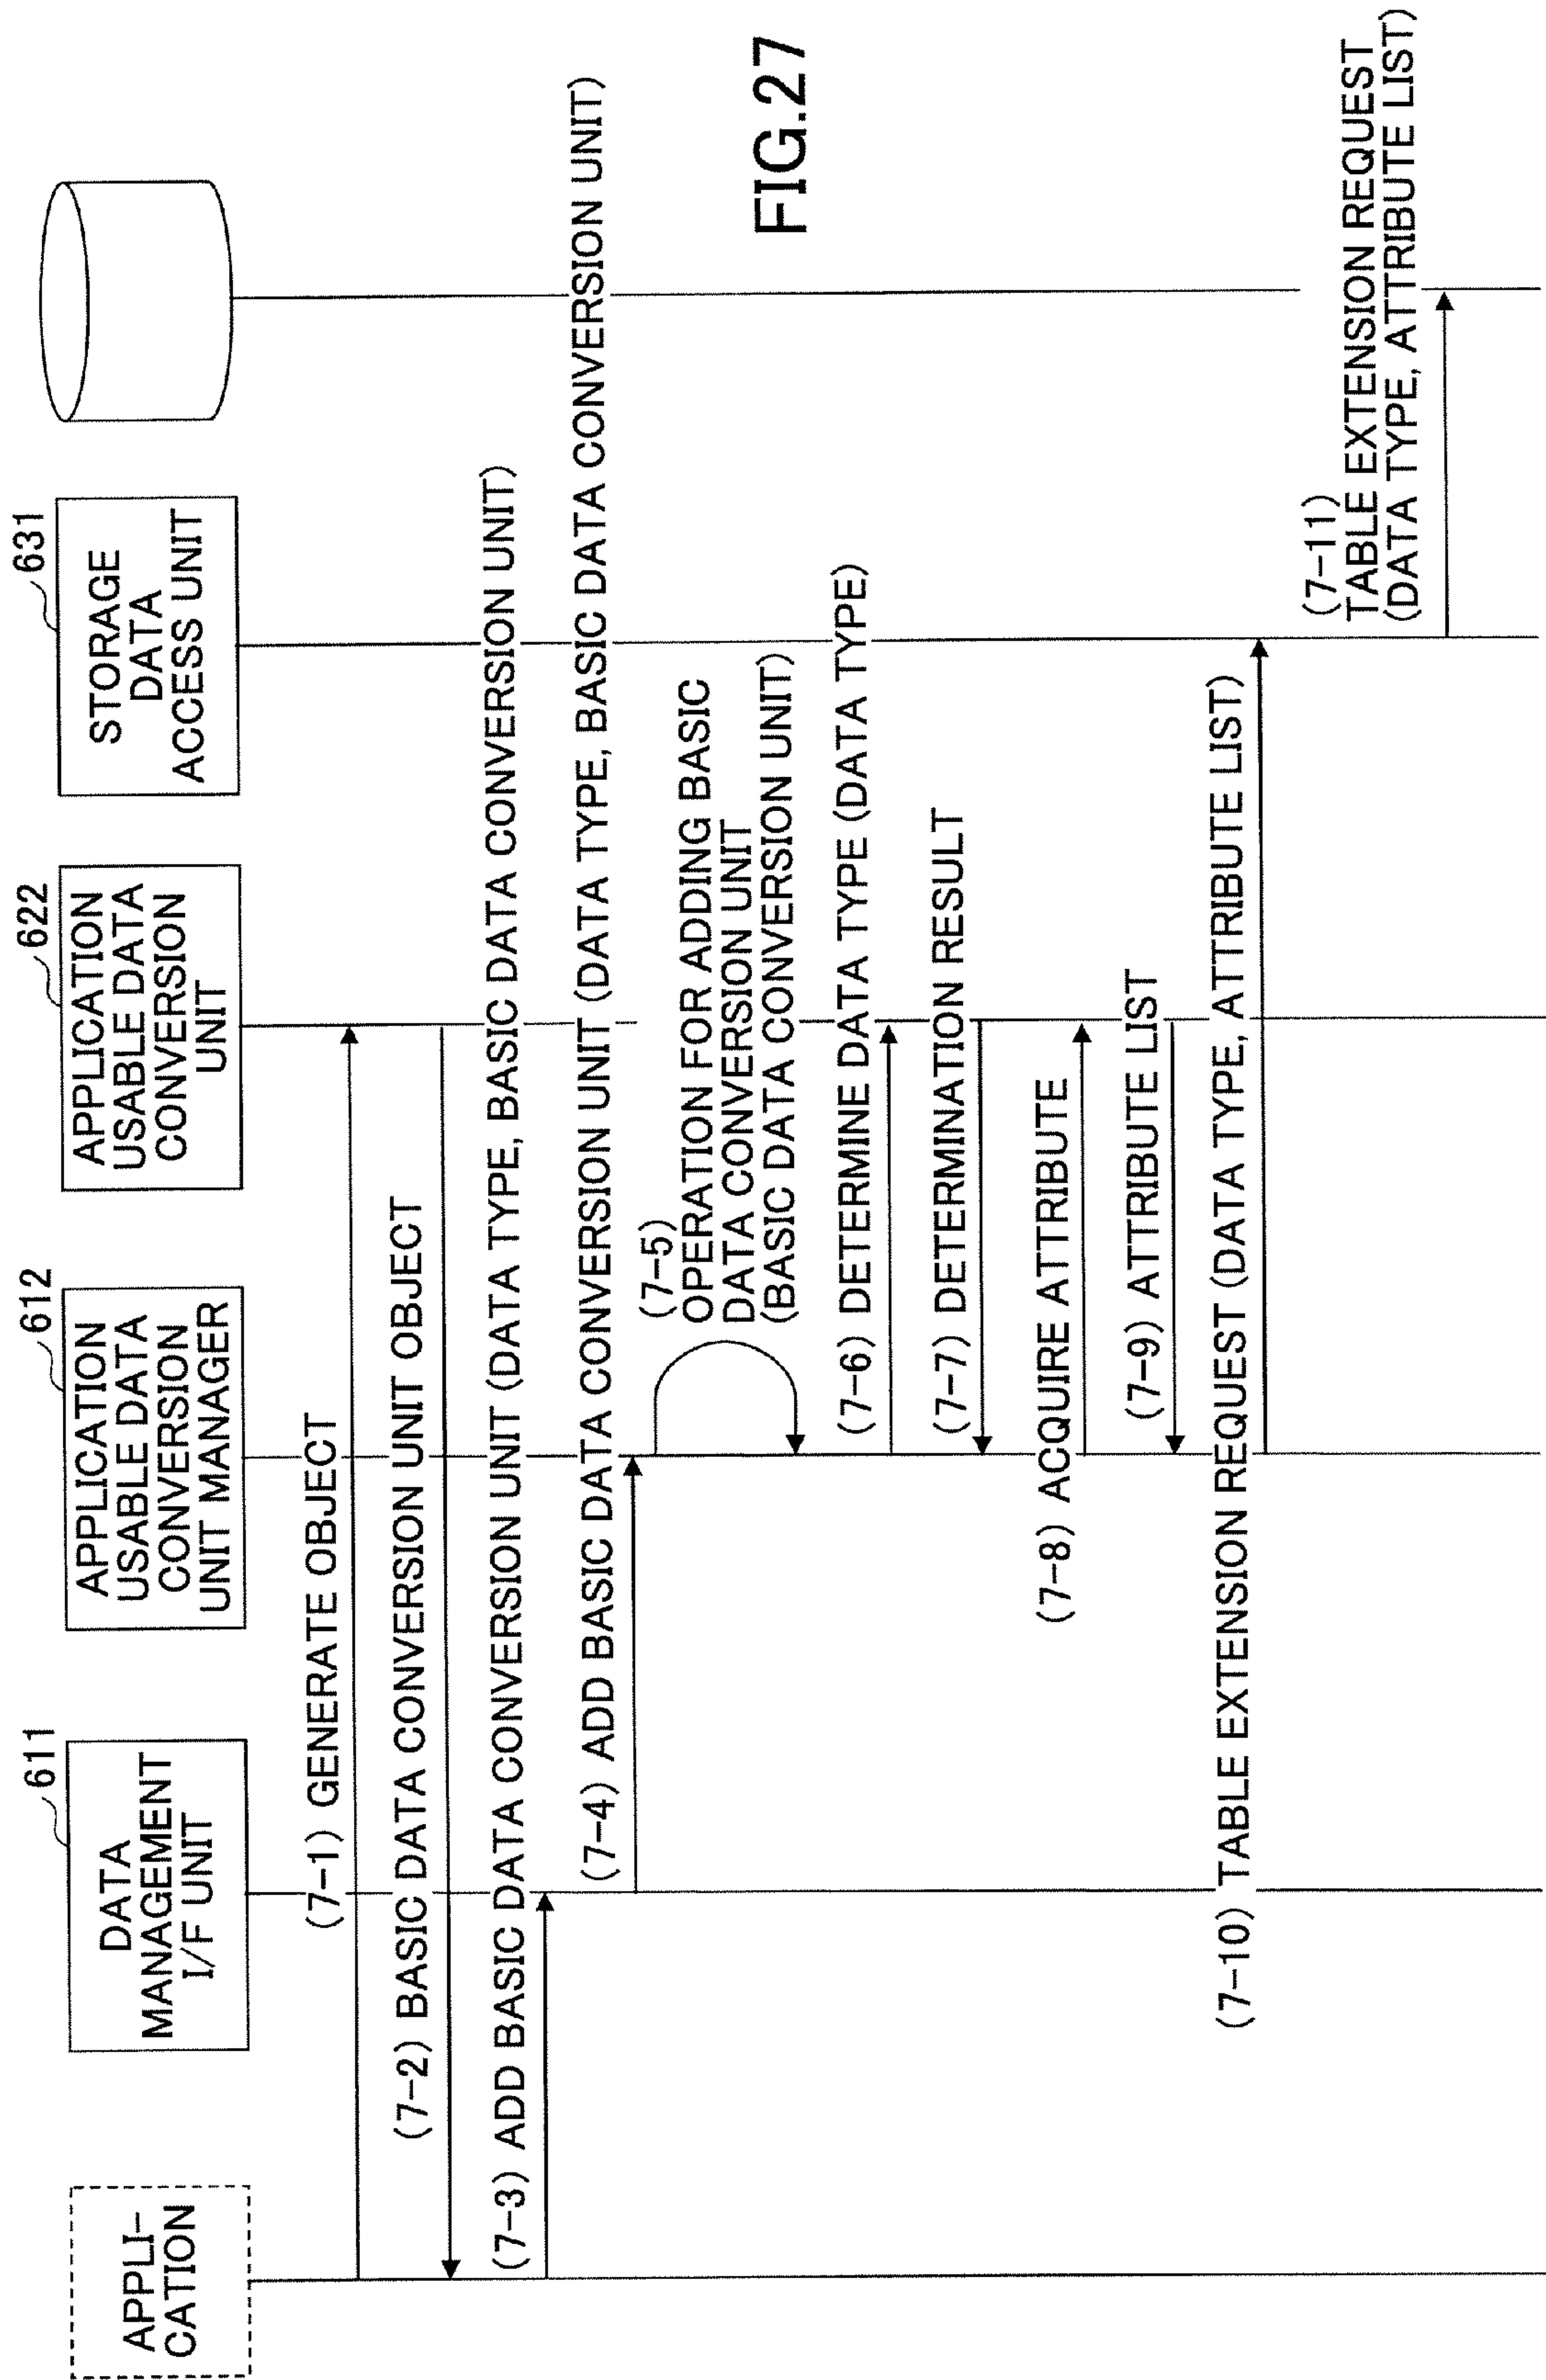 FIG.27
APPLI-
CATION
611
DATA
MANAGEMENT
I/F UNIT
612
APPLICATION
USABLE DATA
CONVERSION
UNIT MANAGER
622
APPLICATION
USABLE DATA
CONVERSION
UNIT
631
STORAGE
DATA
ACCESS UNIT
(7-1) GENERATE OBJECT
(7-2) BASIC DATA CONVERSION UNIT OBJECT
(7-3) ADD BASIC DATA CONVERSION UNIT (DATA TYPE, BASIC DATA CONVERSION UNIT)
(7-4) ADD BASIC DATA CONVERSION UNIT (DATA TYPE, BASIC DATA CONVERSION UNIT)
(7-5)
OPERATION FOR ADDING BASIC
DATA CONVERSION UNIT
(BASIC DATA CONVERSION UNIT)
(7-6) DETERMINE DATA TYPE (DATA TYPE)
(7-7) DETERMINATION RESULT
(7-8) ACQUIRE ATTRIBUTE
(7-9) ATTRIBUTE LIST
(7-10) TABLE EXTENSION REQUEST (DATA TYPE, ATTRIBUTE LIST)
(7-11)
TABLE EXTENSION REQUEST
(DATA TYPE, ATTRIBUTE LIST)